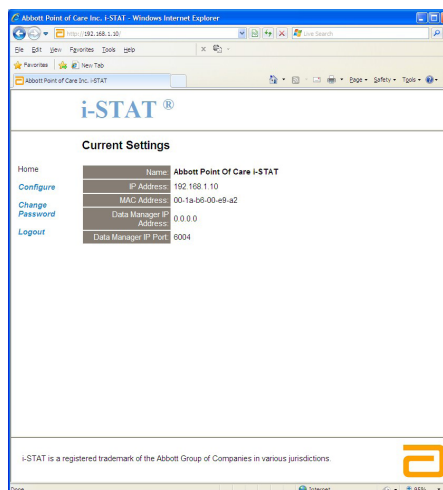 Abbott Point of Care Inc. i-STAT - Windows Internet Explorer
http://192.168.1.10/
Live Search
File Edit View Favorites Tools Help
Favorites New Tab
Abbott Point of Care Inc. i-STAT
Page Safety Tools
i-STAT ®
Current Settings
Home
Configure
Change
Password
Logout
Name: Abbott Point Of Care i-STAT
IP Address: 192.168.1.10
MAC Address: 00-1a-b6-00-e9-a2
Data Manager IP
Address: 0.0.0.0
Data Manager IP Port: 6004
i-STAT is a registered trademark of the Abbott Group of Companies in various jurisdictions.
Done
Internet
95%